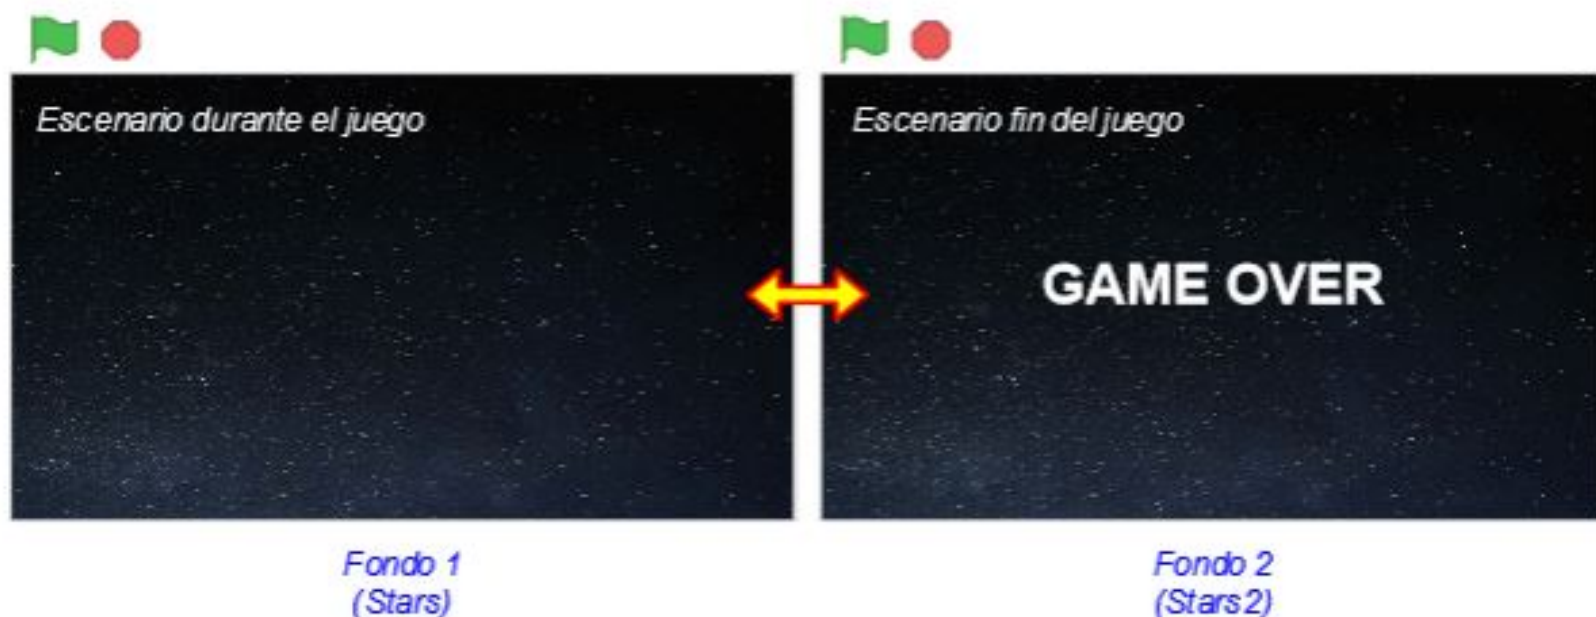 Escenario durante el juego
Escenario fin del juego
GAME OVER
Fondo 1
(Stars)
Fondo 2
(Stars2)